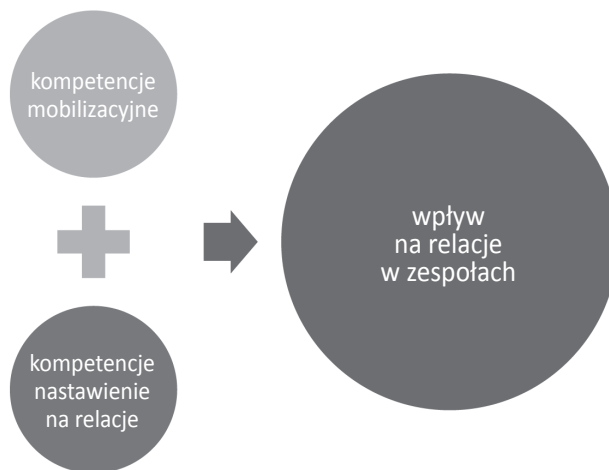 kompetencje
mobilizacyjne
kompetencje
nastawienie
na relacje
wpływ
na relacje
w zespołach